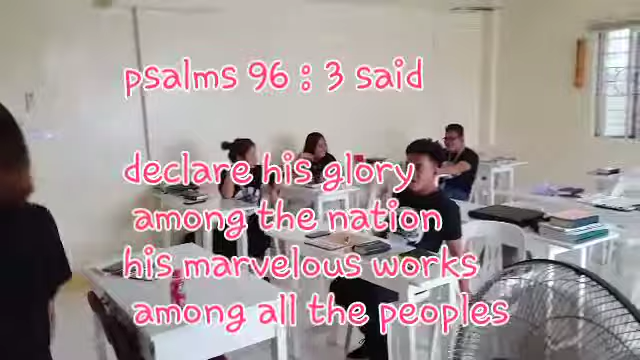 psalms 96 : 3 said
declare his glory
among the nation
his marvelous works
among all the peoples